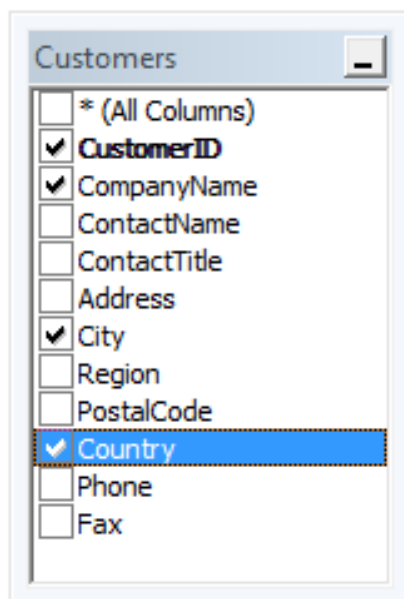 Customers
* (All Columns)
CustomerID
CompanyName
ContactName
ContactTitle
Address
City
Region
PostalCode
Country
Phone
Fax